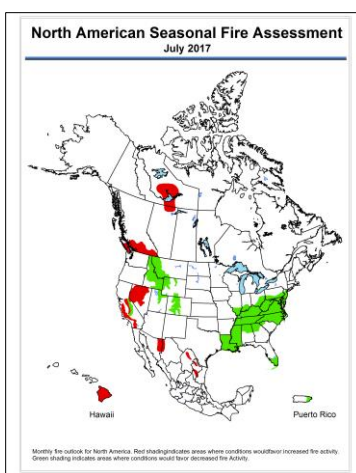 North American Seasonal Fire Assessment
July 2017
Hawaii
Puerto Rico
Monthly fire outlook for North America. Red shadingindicates areas where conditions wouldfavor increased fire activity.
Green shading indicates areas where conditions would favor decreased fire Activity.